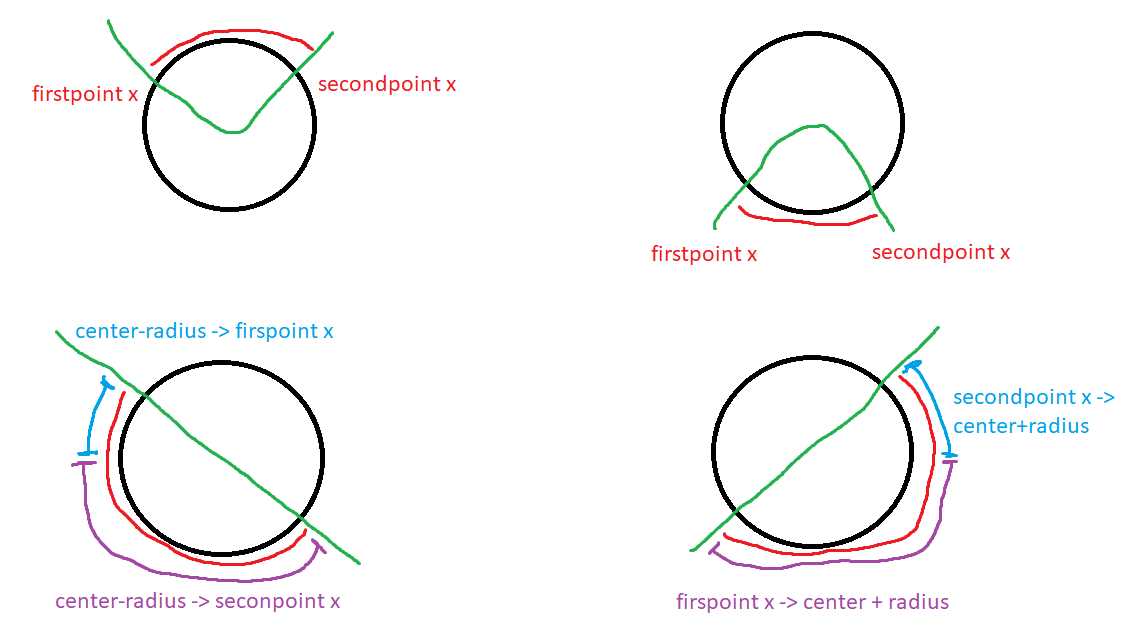 firstpoint x
secondpoint x
firstpoint x
secondpoint x
center-radius -> firspoint x
secondpoint x ->
center+radius
center-radius -> seconpoint x
firspoint x -> center + radius